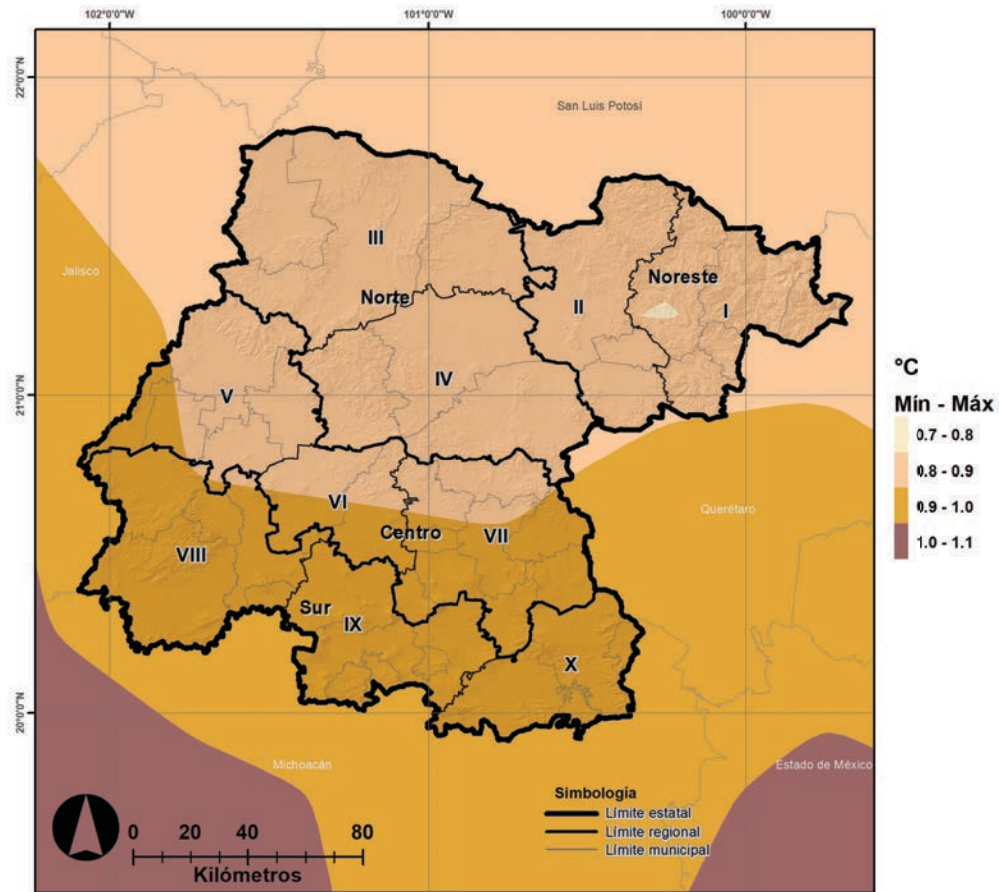 102°0'0"W
101°0'0"W
100°0'0"W
22°0'0"N
21°0'0"N
20°0'0"N
San Luis Potosí
Jalisco
III
Norte
II
Noreste
I
V
IV
VI
Centro
VII
VIII
Sur
IX
X
Querétaro
Michoacán
Estado de México
°C
Mín - Máx
0.7 - 0.8
0.8 - 0.9
0.9 - 1.0
1.0 - 1.1
Simbología
Límite estatal
Límite regional
Límite municipal
0 20 40 80
Kilómetros